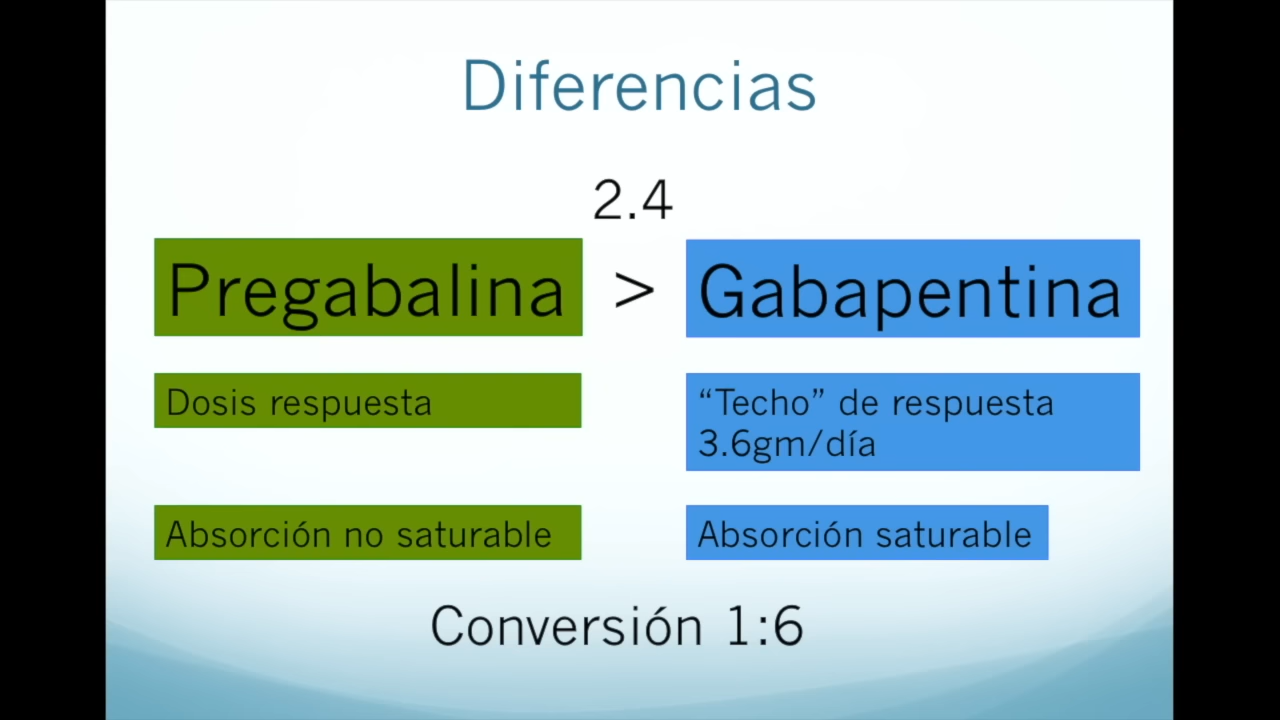 Diferencias
2.4
Pregabalina > Gabapentina
Dosis respuesta
“Techo” de respuesta
3.6gm/día
Absorción no saturable
Absorción saturable
Conversión 1:6